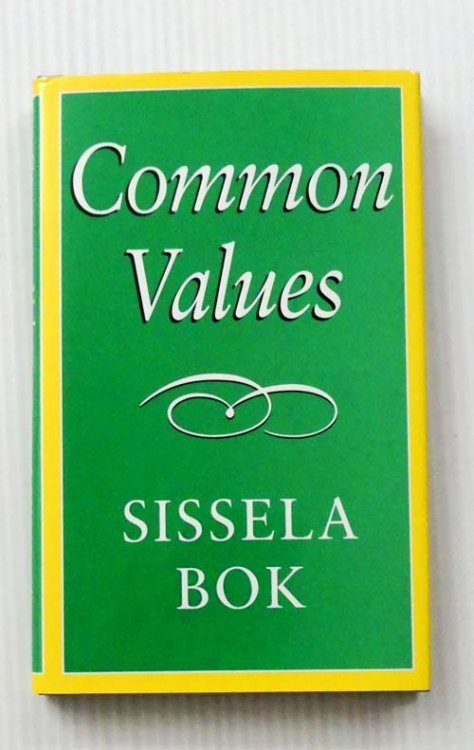 Common
Values
SISSELA
BOK